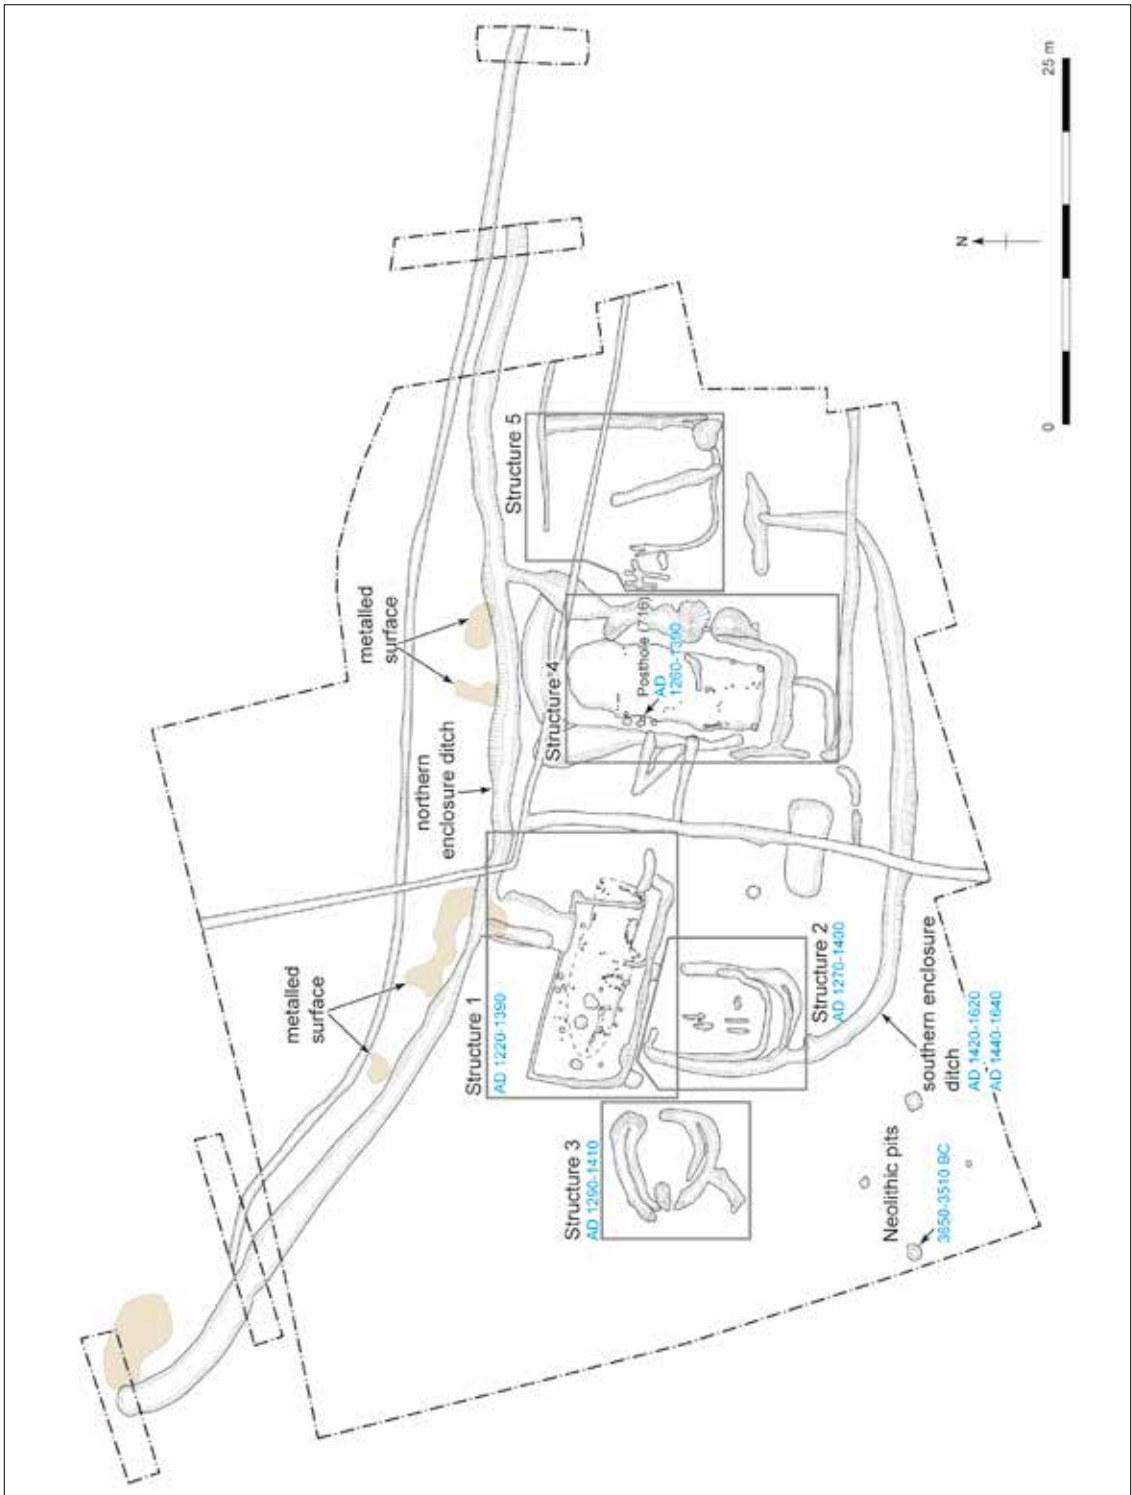 metalled
surface
metalled
surface
northern
enclosure ditch
Structure 1
AD 1220-1390
Structure 5
Structure 4
Structure 3
AD 1290-1410
Posthole (716)
AD
1260-1390
Structure 2
AD 1270-1400
Neolithic pits
3650-3510 BC
southern enclosure
ditch
AD 1420-1620
AD 1440-1640
N
0
25 m